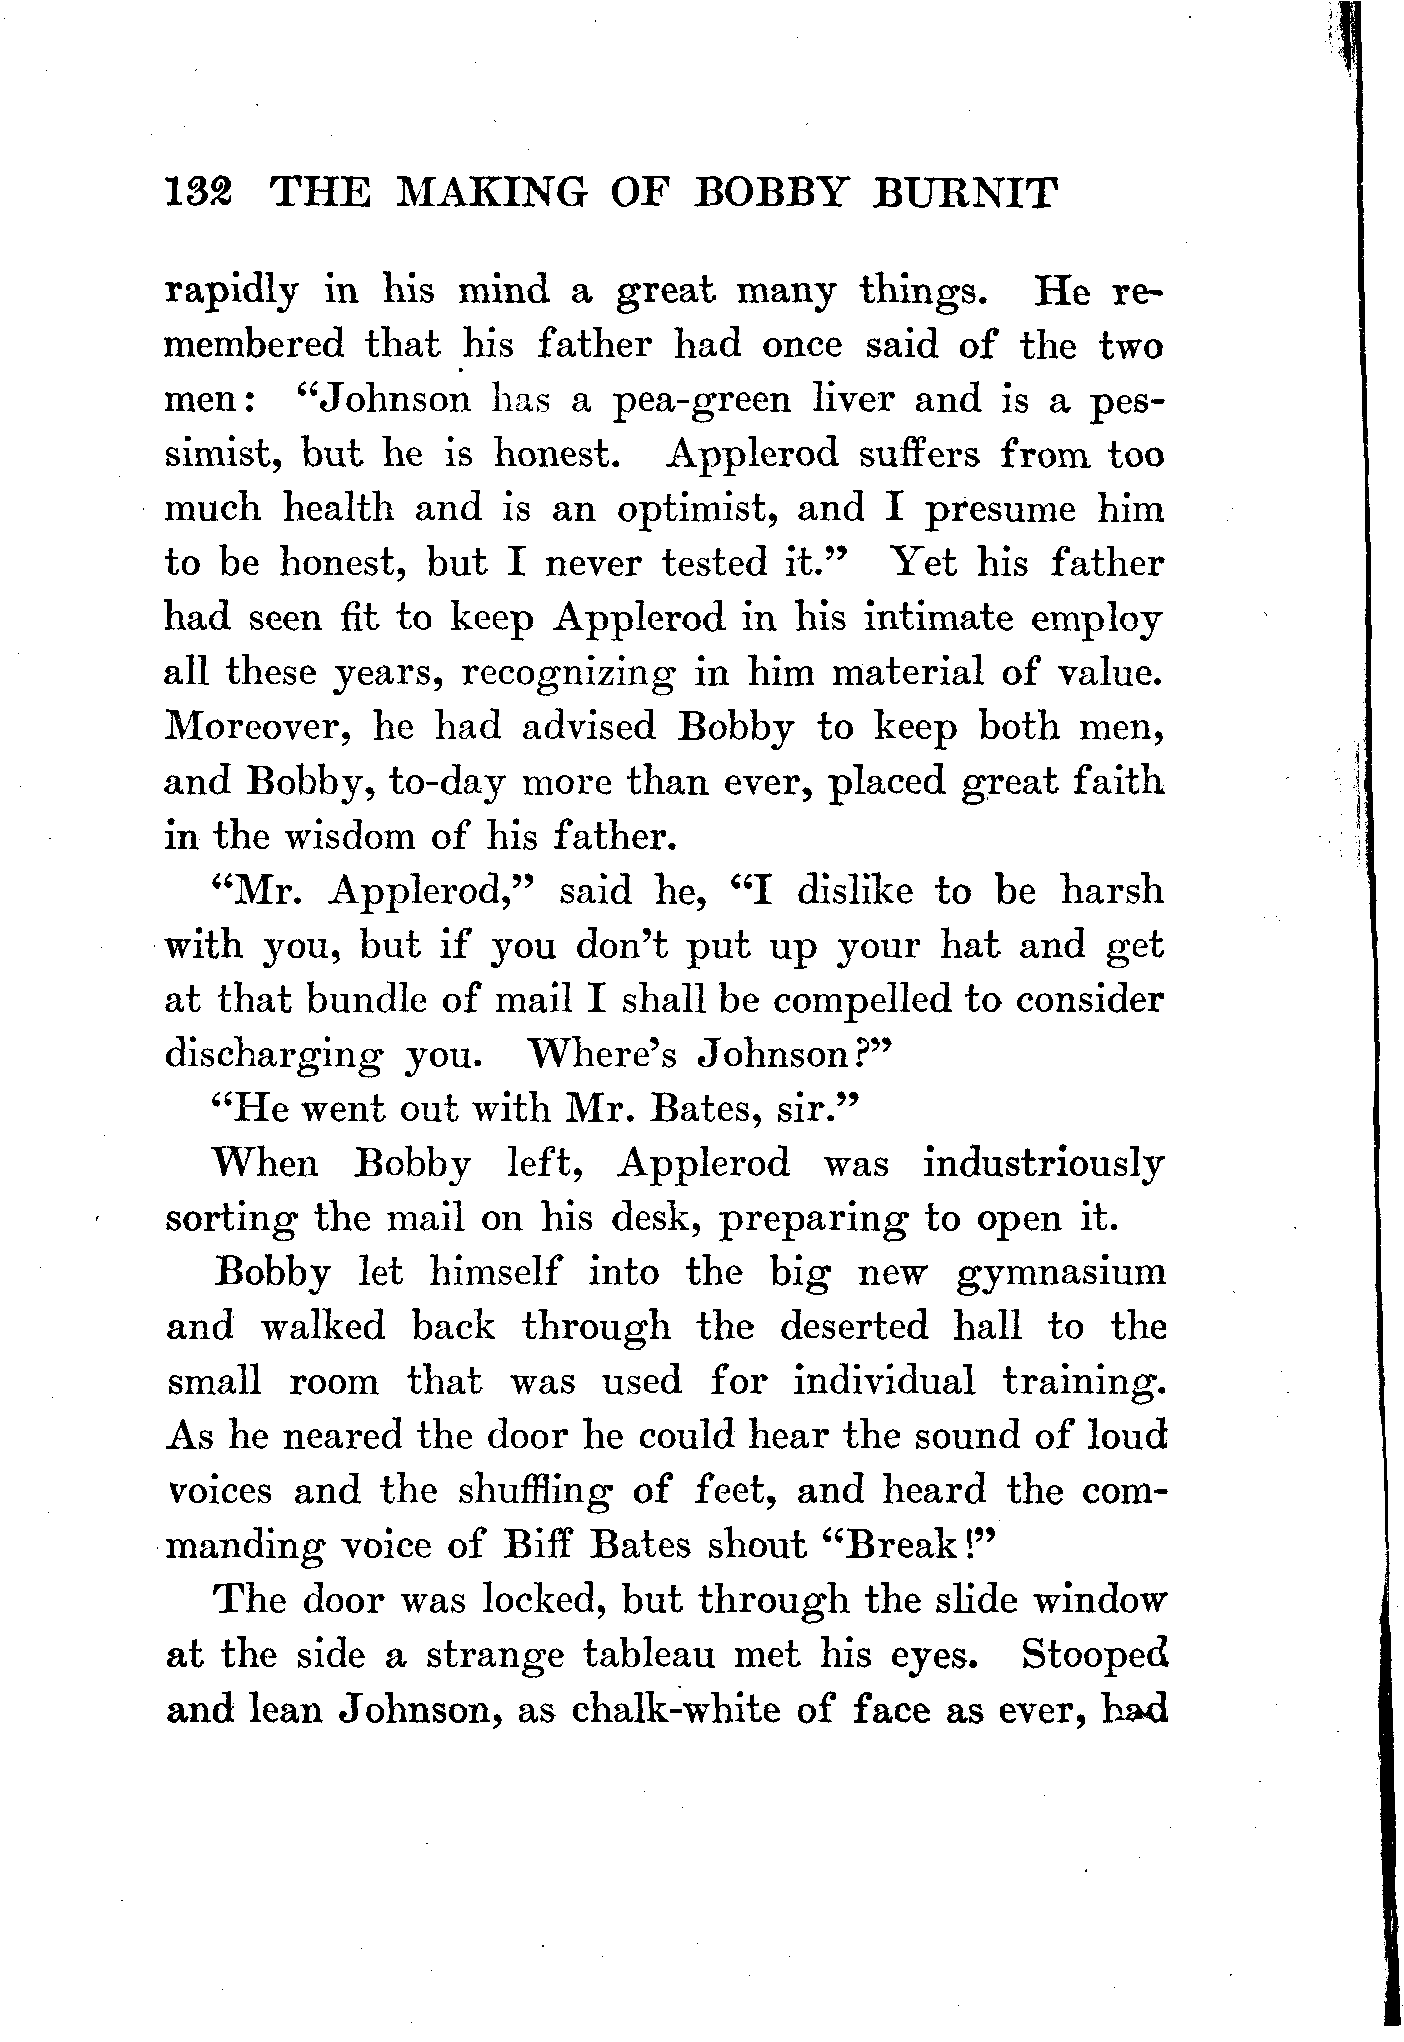 132 THE MAKING OF BOBBY BURNIT
rapidly in his mind a great many things. He re-
membered that his father had once said of the two
men: “Johnson has a pea-green liver and is a pes-
simist, but he is honest. Applerod suffers from too
much health and is an optimist, and I presume him
to be honest, but I never tested it.” Yet his father
had seen fit to keep Applerod in his intimate employ
all these years, recognizing in him material of value.
Moreover, he had advised Bobby to keep both men,
and Bobby, to-day more than ever, placed great faith
in the wisdom of his father.
“Mr. Applerod,” said he, “I dislike to be harsh
with you, but if you don’t put up your hat and get
at that bundle of mail I shall be compelled to consider
discharging you. Where’s Johnson?”
“He went out with Mr. Bates, sir.”
When Bobby left, Applerod was industriously
sorting the mail on his desk, preparing to open it.
Bobby let himself into the big new gymnasium
and walked back through the deserted hall to the
small room that was used for individual training.
As he neared the door he could hear the sound of loud
voices and the shuffling of feet, and heard the com-
manding voice of Biff Bates shout “Break!”
The door was locked, but through the slide window
at the side a strange tableau met his eyes. Stooped
and lean Johnson, as chalk-white of face as ever, had